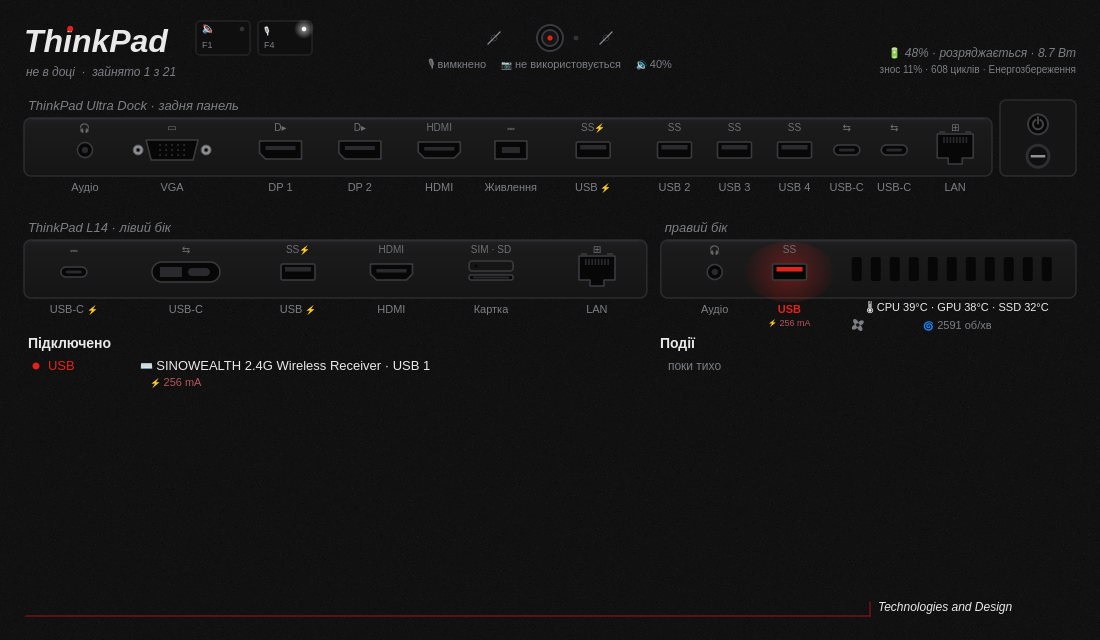 ThinkPad
F1
F4
не в доці · зайнято 1 з 21
вимкнено
не використовується
40%
48% · розряджається · 8.7 Вт
знос 11% · 608 циклів · Енергозбереження
ThinkPad Ultra Dock · задня панель
D▸ D▸ HDMI SS⚡ SS SS SS
Аудіо VGA DP 1 DP 2 HDMI Живлення USB ⚡ USB 2 USB 3 USB 4 USB-C USB-C LAN
ThinkPad L14 · лівий бік
правий бік
SS⚡ HDMI SIM · SD SS
USB-C ⚡ USB-C USB ⚡ HDMI Картка LAN Аудіо USB
⚡ 256 mA
CPU 39°C · GPU 38°C · SSD 32°C
2591 об/хв
Підключено
USB
SINOWEALTH 2.4G Wireless Receiver · USB 1
⚡ 256 mA
Події
поки тихо
Technologies and Design